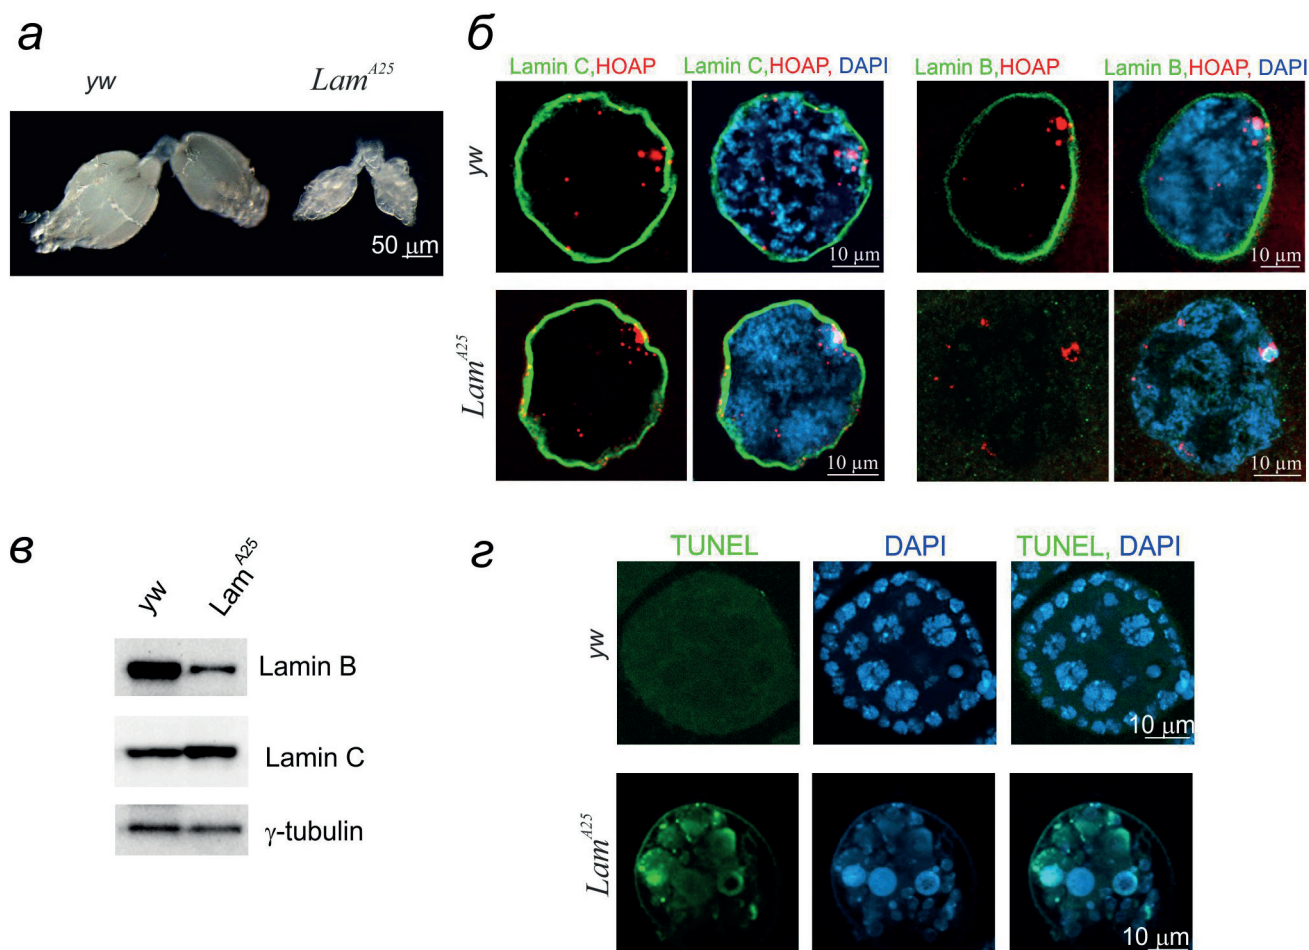 а
yw
Lam^A25
50 μm
б
Lamin C,HOAP
Lamin C,HOAP, DAPI
Lamin B,HOAP
Lamin B,HOAP, DAPI
yw
10 μm
10 μm
Lam^A25
10 μm
10 μm
в
yw
Lam^A25
Lamin B
Lamin C
γ-tubulin
г
TUNEL
DAPI
TUNEL, DAPI
yw
10 μm
Lam^A25
10 μm